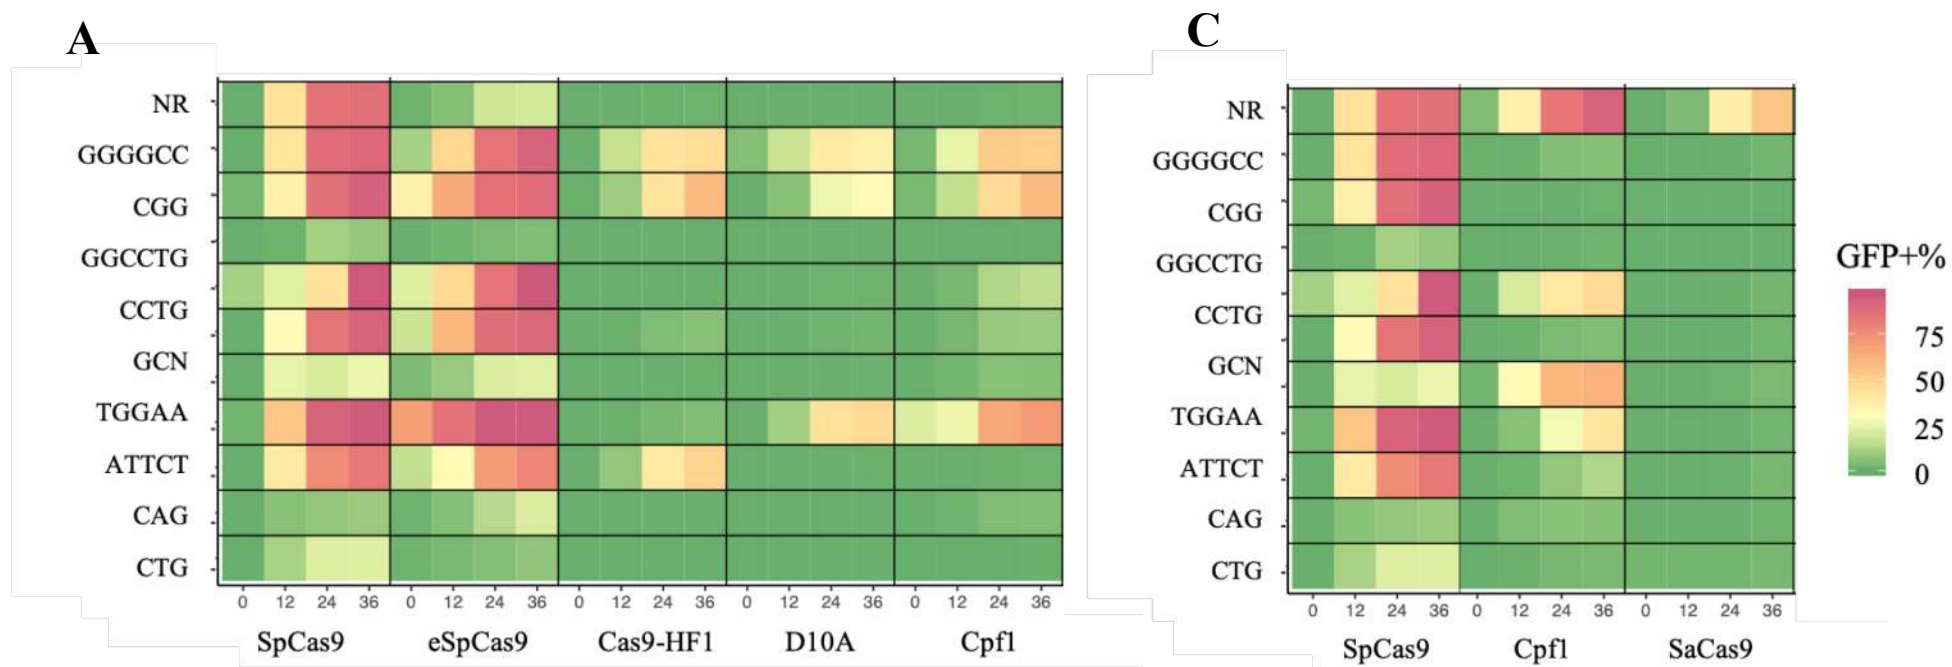 A
NR
GGGGCC
CGG
GGCCTG
CCTG
GCN
TGGAA
ATTCT
CAG
CTG
0 12 24 36 0 12 24 36 0 12 24 36 0 12 24 36 0 12 24 36
SpCas9 eSpCas9 Cas9-HF1 D10A Cpf1
C
NR
GGGGCC
CGG
GGCCTG
CCTG
GCN
TGGAA
ATTCT
CAG
CTG
0 12 24 36 0 12 24 36 0 12 24 36
SpCas9 Cpf1 SaCas9
GFP+%
75
50
25
0